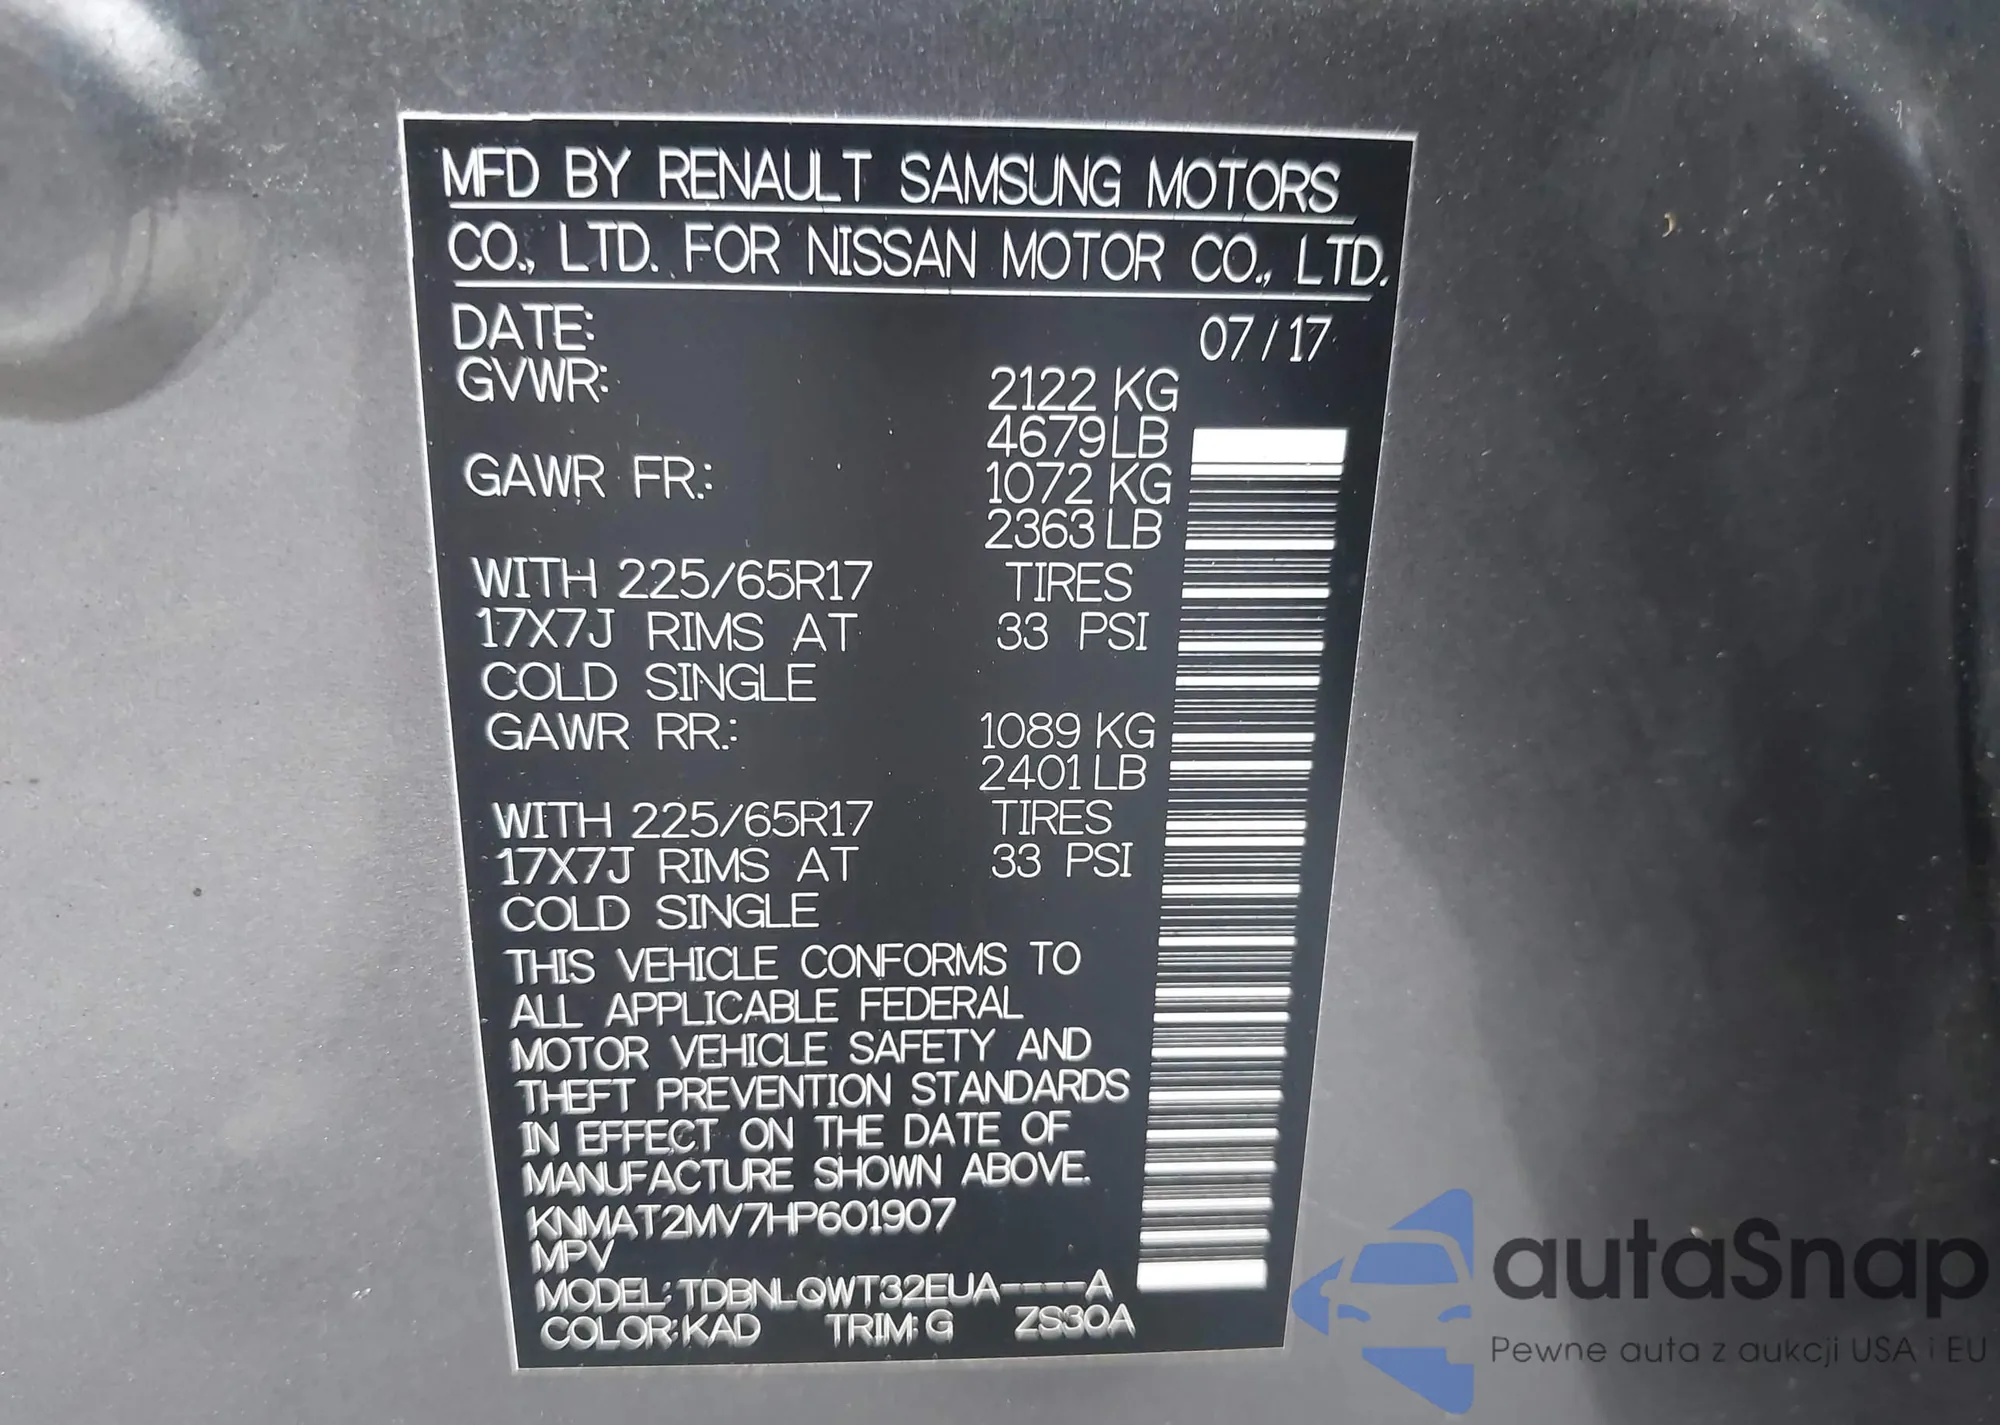 MFD BY RENAULT SAMSUNG MOTORS
CO., LTD. FOR NISSAN MOTOR CO., LTD.
DATE: 07/17
GVWR: 2122 KG
4679 LB
GAWR FR.: 1072 KG
2363 LB
WITH 225/65R17 TIRES
17X7J RIMS AT 33 PSI
COLD SINGLE
GAWR RR.: 1089 KG
2401 LB
WITH 225/65R17 TIRES
17X7J RIMS AT 33 PSI
COLD SINGLE
THIS VEHICLE CONFORMS TO
ALL APPLICABLE FEDERAL
MOTOR VEHICLE SAFETY AND
THEFT PREVENTION STANDARDS
IN EFFECT ON THE DATE OF
MANUFACTURE SHOWN ABOVE.
KNMAT2MV7HP601907
MPV
MODEL: TDBNLQWT32EUA----A
COLOR:KAD TRIM:G ZS30A
autaSnap
Pewne auta z aukcji USA i EU